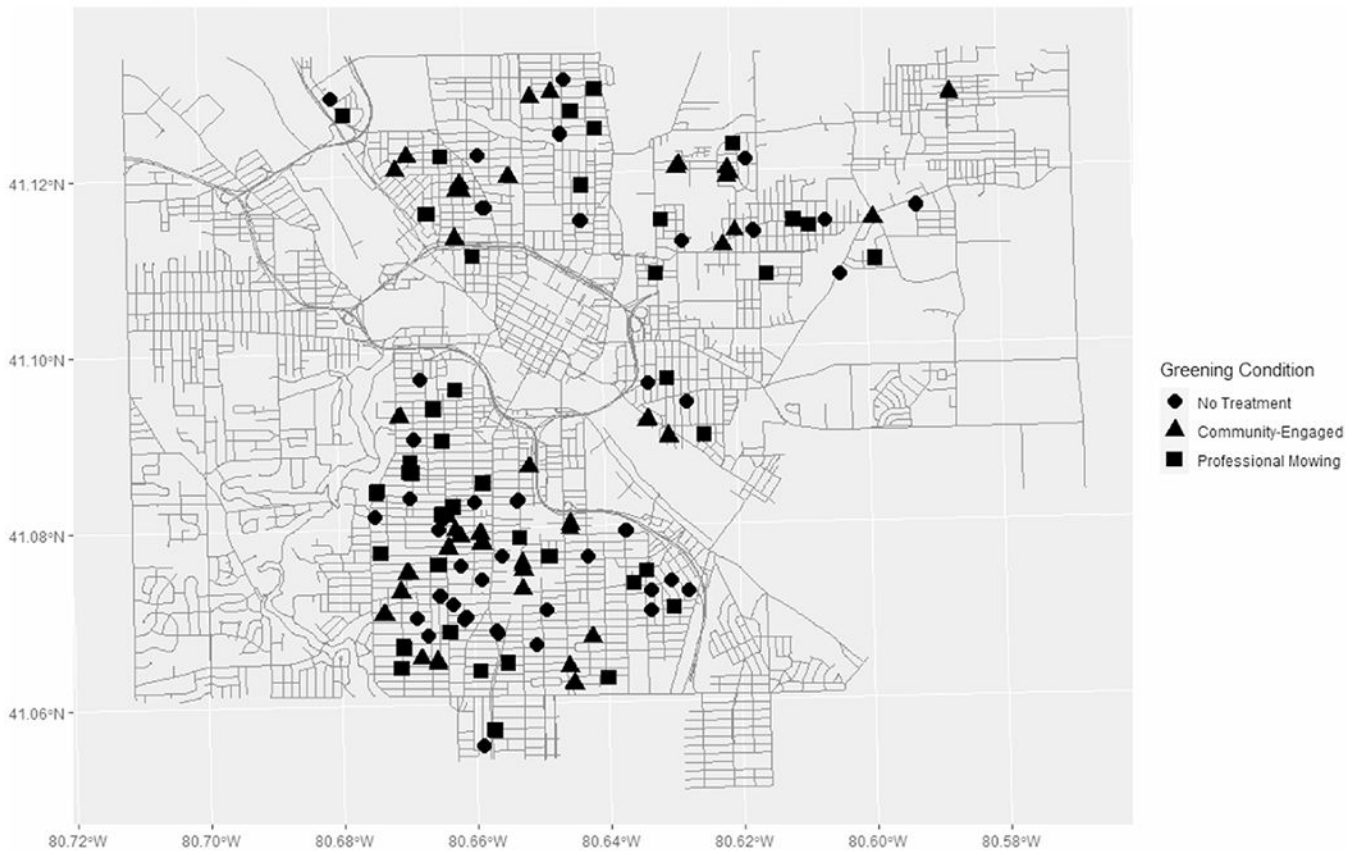 41.12°N
41.10°N
41.08°N
41.06°N
80.72°W 80.70°W 80.68°W 80.66°W 80.64°W 80.62°W 80.60°W 80.58°W
Greening Condition
No Treatment
Community-Engaged
Professional Mowing